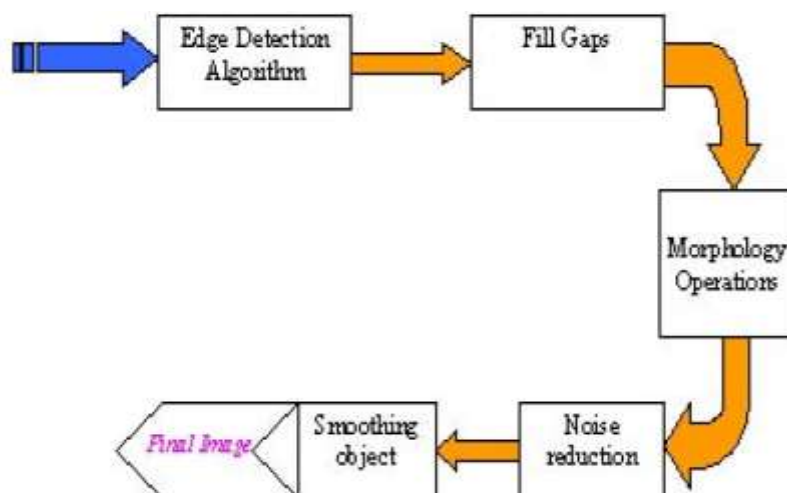 Edge Detection
Algorithm
Fill Gaps
Morphology
Operations
Noise
reduction
Smoothing
object
Final Image